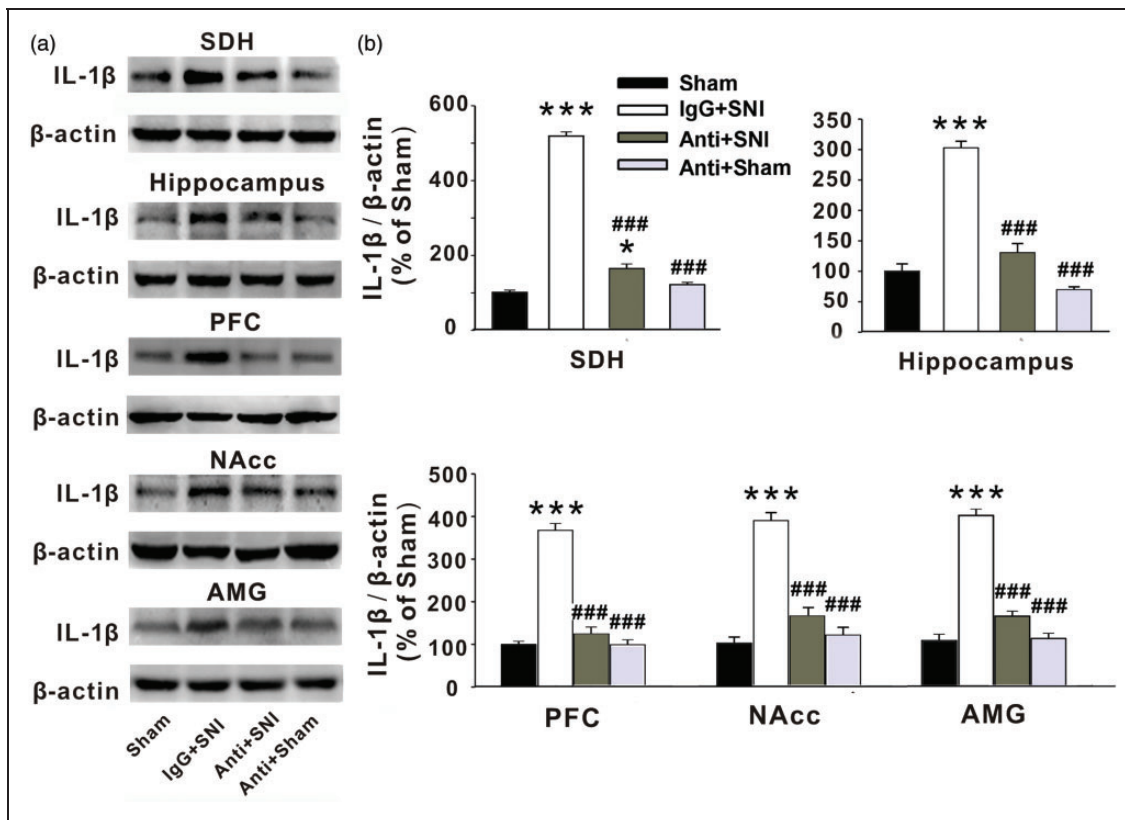 (a)
SDH
IL-1β
β-actin
Hippocampus
IL-1β
β-actin
PFC
IL-1β
β-actin
NAcc
IL-1β
β-actin
AMG
IL-1β
β-actin
Sham
IgG+SNI
Anti+SNI
Anti+Sham
(b)
Sham
IgG+SNI
Anti+SNI
Anti+Sham
IL-1β / β-actin
(% of Sham)
600
400
200
100
0
***
###
*
###
SDH
350
300
250
200
150
100
50
0
***
###
###
Hippocampus
IL-1β / β-actin
(% of Sham)
500
400
300
200
100
0
***
###
###
***
###
###
***
###
###
PFC
NAcc
AMG